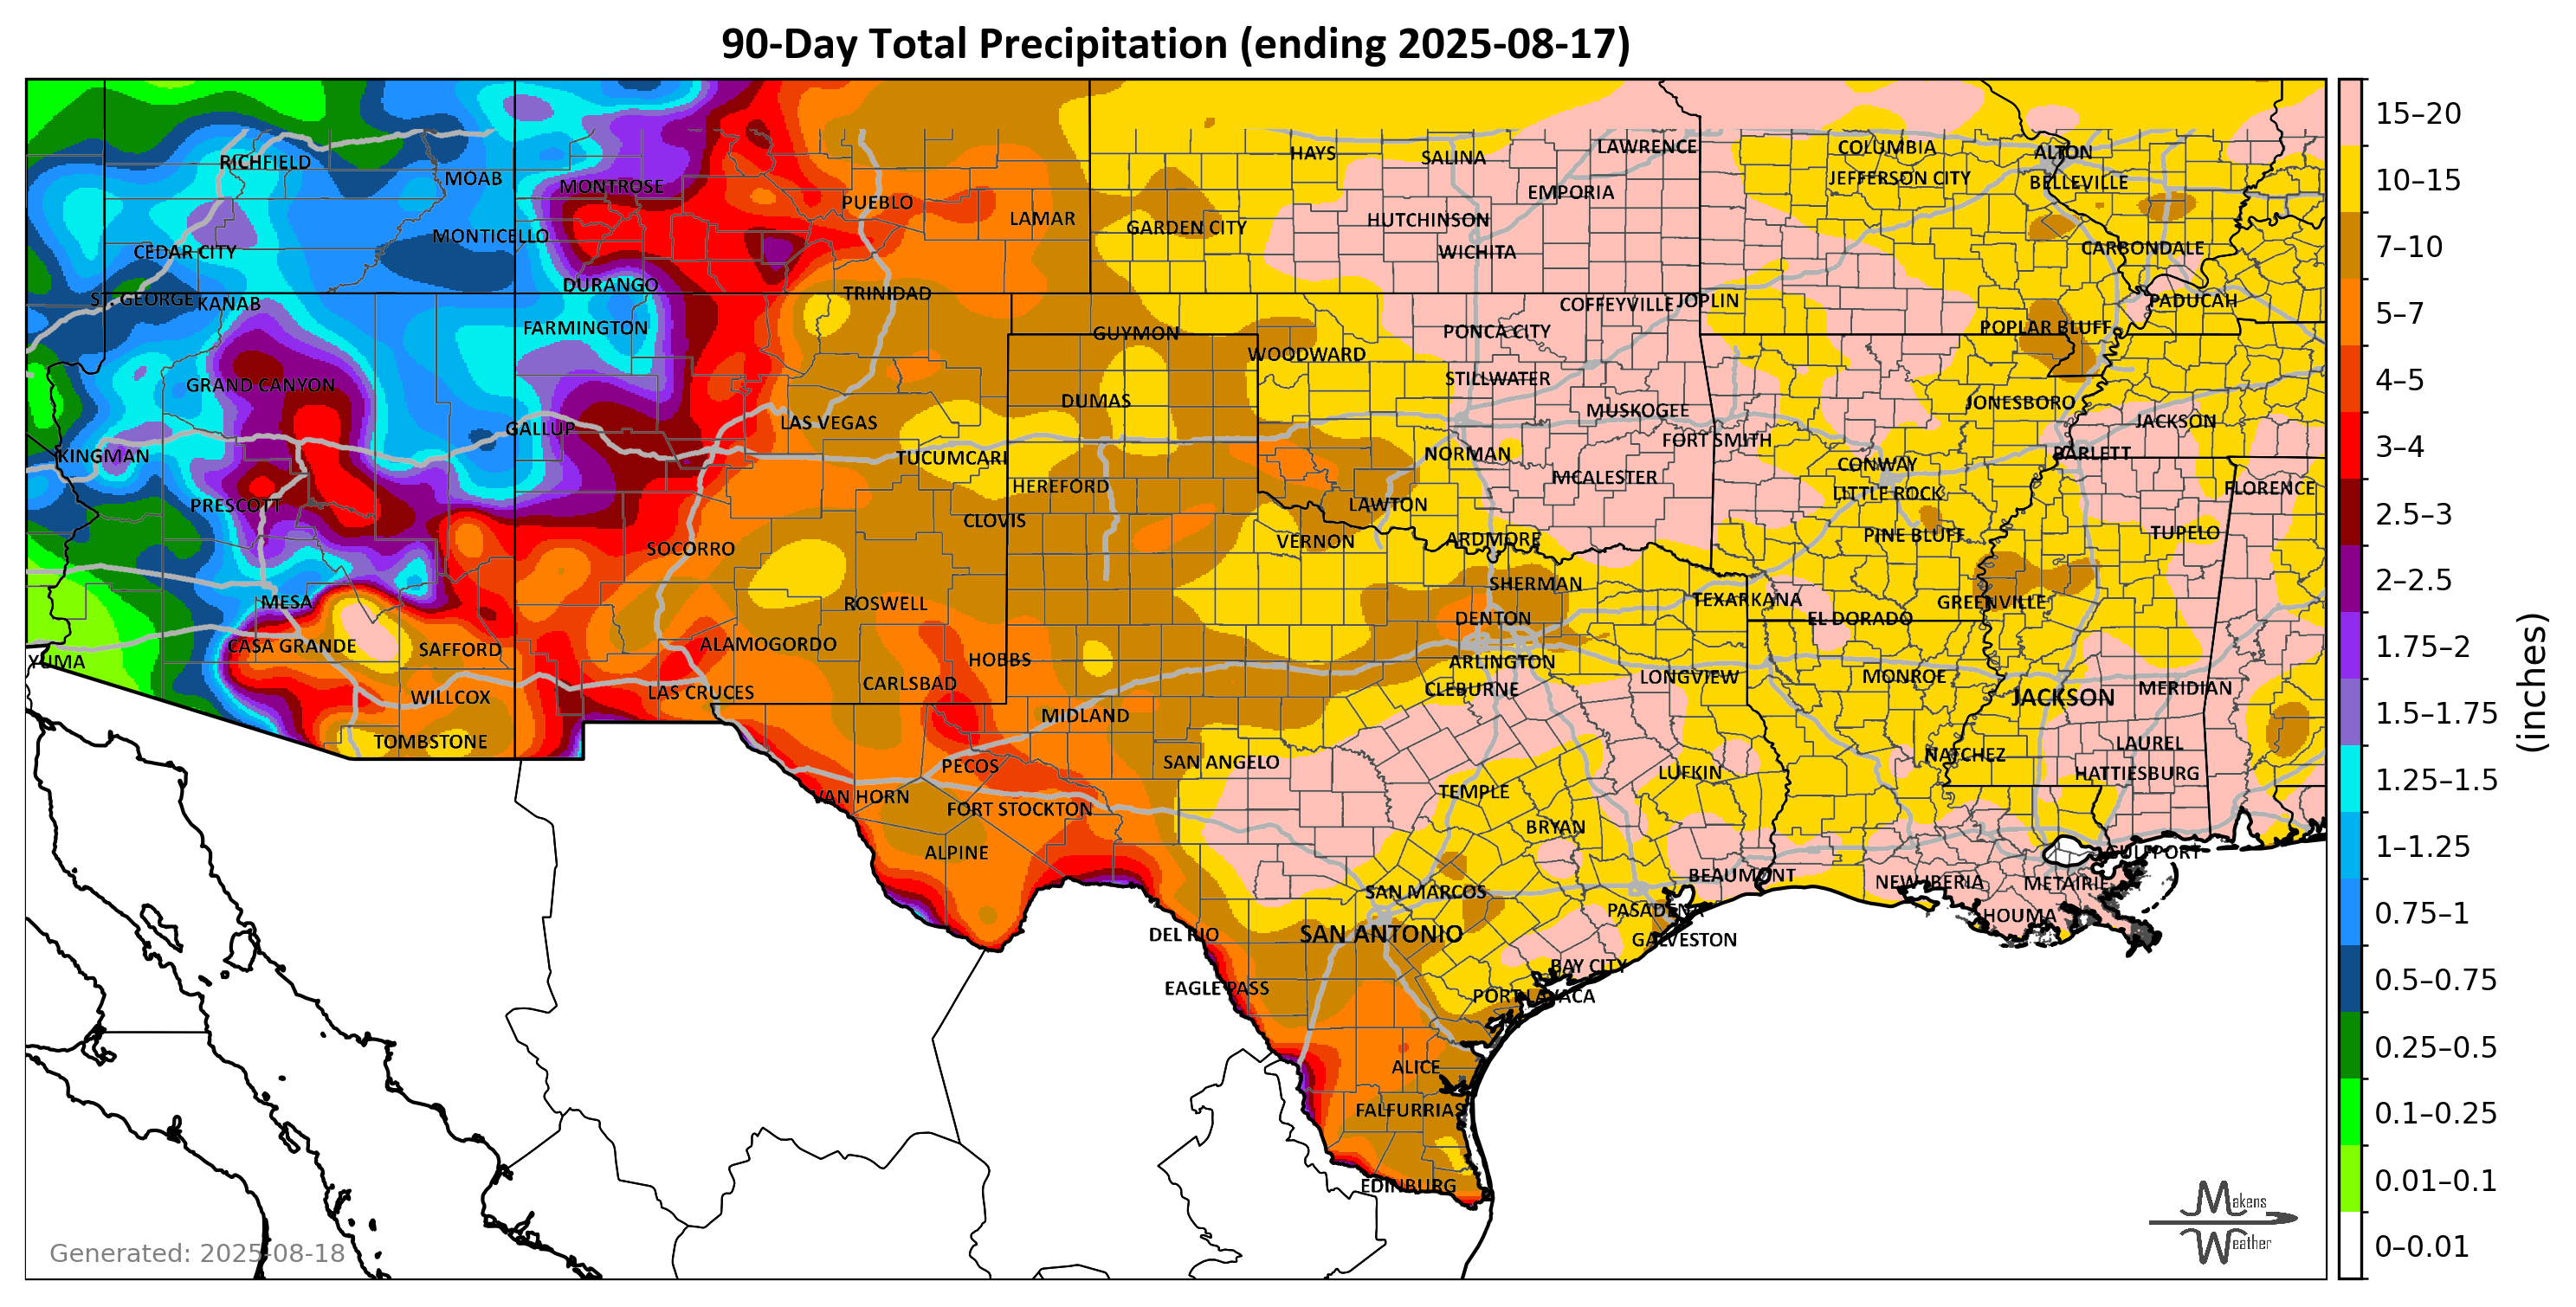 90-Day Total Precipitation (ending 2025-08-17)
RICHFIELD
MOAB
MONTROSE
PUEBLO
LAMAR
HAYS
SALINA
LAWRENCE
EMPORIA
COLUMBIA
ALTON
JEFFERSON CITY
BELLEVILLE
CEDAR CITY
MONTICELLO
GARDEN CITY
HUTCHINSON
WICHITA
CARBONDALE
DURANGO
TRINIDAD
ST. GEORGE
KANAB
FARMINGTON
GUYMON
COFFEYVILLE
JOPLIN
PADUCAH
PONCA CITY
POPLAR BLUFF
WOODWARD
GRAND CANYON
DUMAS
STILLWATER
MUSKOGEE
JONESBORO
JACKSON
GALLUP
LAS VEGAS
KINGMAN
TUCUMCARI
NORMAN
FORT SMITH
CONWAY
BARLETT
HEREFORD
MCALESTER
LITTLE ROCK
FLORENCE
PRESCOTT
LAWTON
CLOVIS
SOCORRO
VERNON
ARDMORE
PINE BLUFF
TUPELO
MESA
ROSWELL
SHERMAN
TEXARKANA
GREENVILLE
DENTON
EL DORADO
CASA GRANDE
SAFFORD
ALAMOGORDO
YUMA
HOBBS
ARLINGTON
LONGVIEW
MONROE
WILLCOX
LAS CRUCES
CARLSBAD
CLEBURNE
JACKSON
MERIDIAN
MIDLAND
TOMBSTONE
PECOS
SAN ANGELO
LUFKIN
NATCHEZ
LAUREL
HATTIESBURG
VAN HORN
FORT STOCKTON
TEMPLE
BRYAN
ALPINE
GULFPORT
SAN MARCOS
BEAUMONT
NEW IBERIA
METAIRIE
PASADENA
HOUMA
DEL RIO
SAN ANTONIO
GALVESTON
BAY CITY
EAGLE PASS
PORT LAVACA
ALICE
FALFURRIAS
EDINBURG
15–20
10–15
7–10
5–7
4–5
3–4
2.5–3
2–2.5
1.75–2
1.5–1.75
1.25–1.5
1–1.25
0.75–1
0.5–0.75
0.25–0.5
0.1–0.25
0.01–0.1
0–0.01
(inches)
Generated: 2025-08-18
Makens
Weather